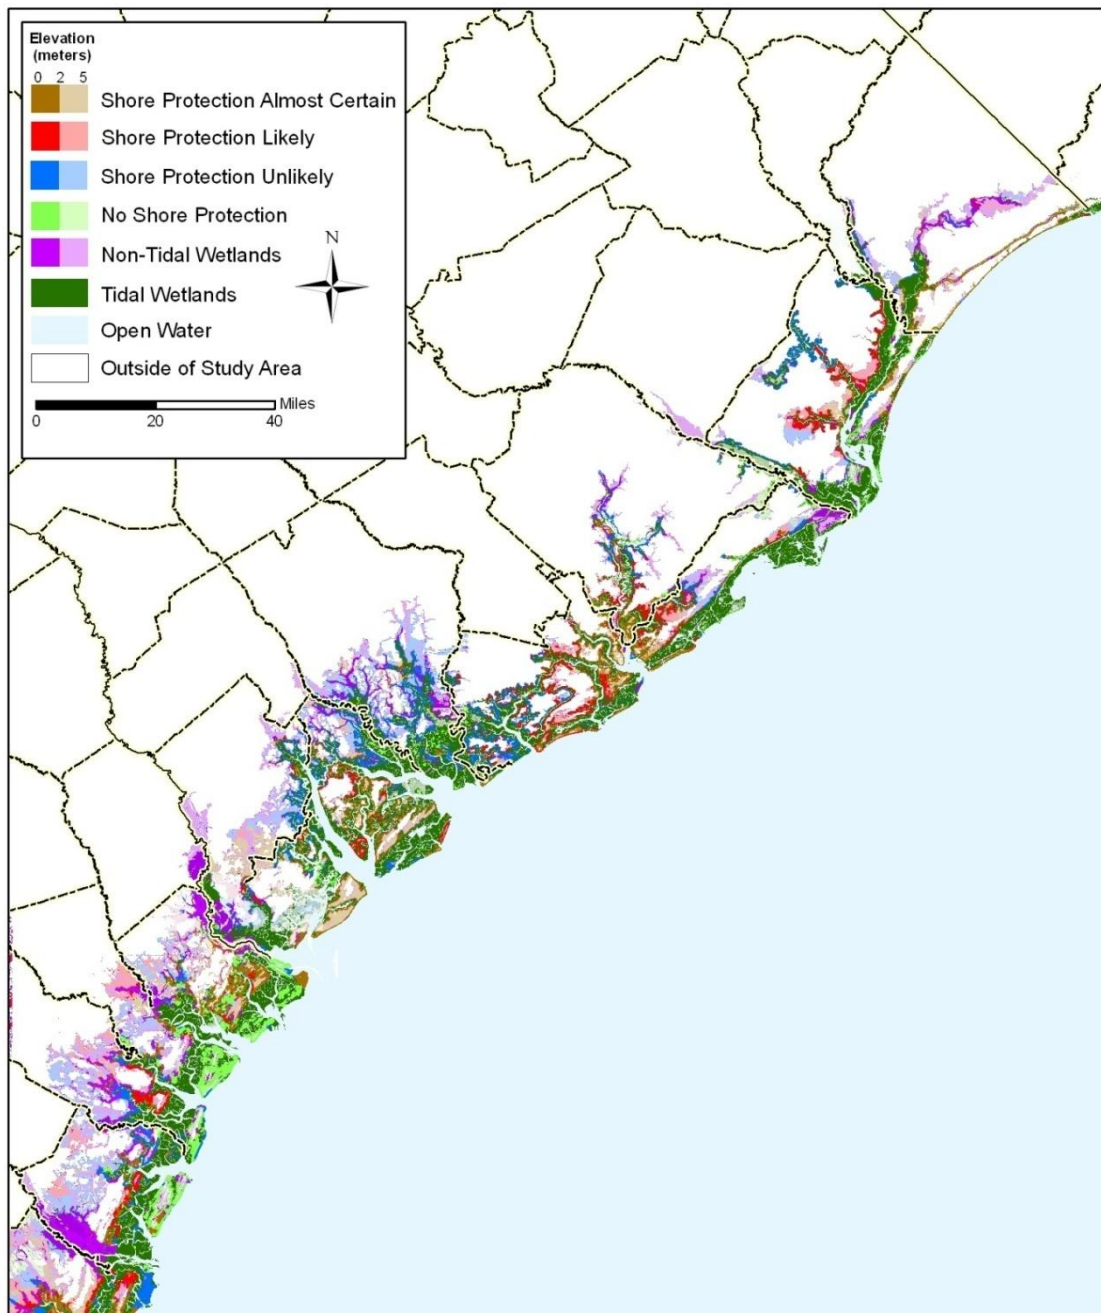 Elevation
(meters)
0 2 5
Shore Protection Almost Certain
Shore Protection Likely
Shore Protection Unlikely
No Shore Protection
Non-Tidal Wetlands
N
Tidal Wetlands
Open Water
Outside of Study Area
Miles
0 20 40